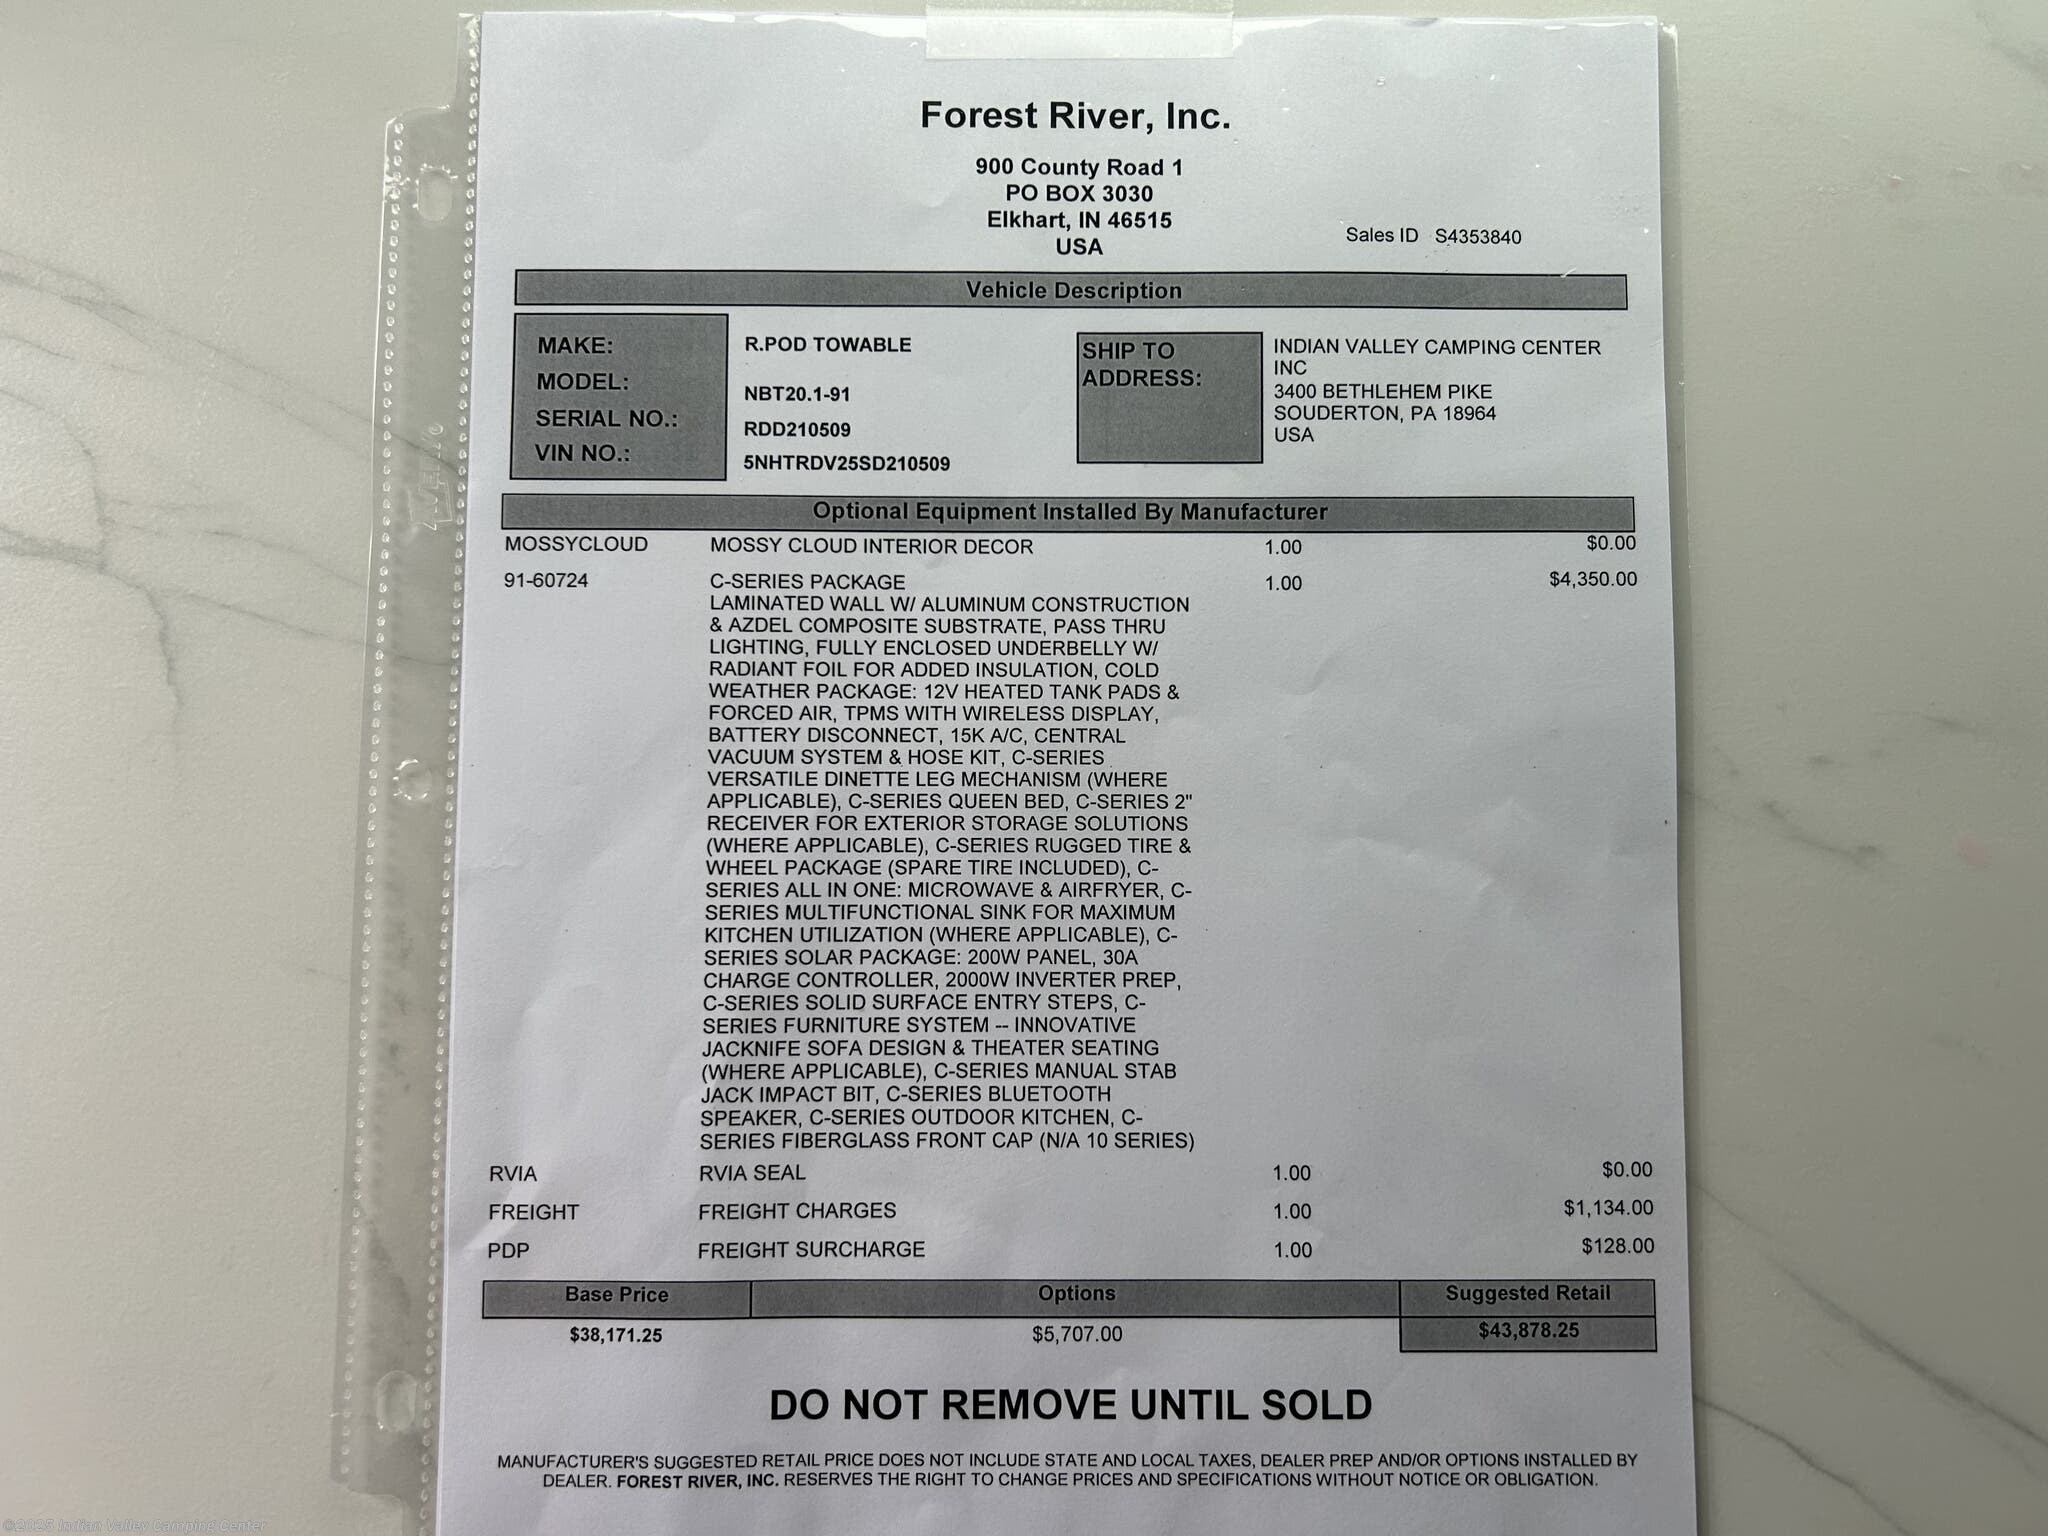 Forest River, Inc.
900 County Road 1
PO BOX 3030
Elkhart, IN 46515
USA
Sales ID S4353840
Vehicle Description
MAKE: R.POD TOWABLE
MODEL: NBT20.1-91
SERIAL NO.: RDD210509
VIN NO.: 5NHTRDV25SD210509
SHIP TO
ADDRESS:
INDIAN VALLEY CAMPING CENTER
INC
3400 BETHLEHEM PIKE
SOUDERTON, PA 18964
USA
Optional Equipment Installed By Manufacturer
MOSSYCLOUD MOSSY CLOUD INTERIOR DECOR 1.00 $0.00
91-60724 C-SERIES PACKAGE 1.00 $4,350.00
LAMINATED WALL W/ ALUMINUM CONSTRUCTION
& AZDEL COMPOSITE SUBSTRATE, PASS THRU
LIGHTING, FULLY ENCLOSED UNDERBELLY W/
RADIANT FOIL FOR ADDED INSULATION, COLD
WEATHER PACKAGE: 12V HEATED TANK PADS &
FORCED AIR, TPMS WITH WIRELESS DISPLAY,
BATTERY DISCONNECT, 15K A/C, CENTRAL
VACUUM SYSTEM & HOSE KIT, C-SERIES
VERSATILE DINETTE LEG MECHANISM (WHERE
APPLICABLE), C-SERIES QUEEN BED, C-SERIES 2"
RECEIVER FOR EXTERIOR STORAGE SOLUTIONS
(WHERE APPLICABLE), C-SERIES RUGGED TIRE &
WHEEL PACKAGE (SPARE TIRE INCLUDED), C-
SERIES ALL IN ONE: MICROWAVE & AIRFRYER, C-
SERIES MULTIFUNCTIONAL SINK FOR MAXIMUM
KITCHEN UTILIZATION (WHERE APPLICABLE), C-
SERIES SOLAR PACKAGE: 200W PANEL, 30A
CHARGE CONTROLLER, 2000W INVERTER PREP,
C-SERIES SOLID SURFACE ENTRY STEPS, C-
SERIES FURNITURE SYSTEM -- INNOVATIVE
JACKNIFE SOFA DESIGN & THEATER SEATING
(WHERE APPLICABLE), C-SERIES MANUAL STAB
JACK IMPACT BIT, C-SERIES BLUETOOTH
SPEAKER, C-SERIES OUTDOOR KITCHEN, C-
SERIES FIBERGLASS FRONT CAP (N/A 10 SERIES)
RVIA RVIA SEAL 1.00 $0.00
FREIGHT FREIGHT CHARGES 1.00 $1,134.00
PDP FREIGHT SURCHARGE 1.00 $128.00
Base Price Options Suggested Retail
$38,171.25 $5,707.00 $43,878.25
DO NOT REMOVE UNTIL SOLD
MANUFACTURER'S SUGGESTED RETAIL PRICE DOES NOT INCLUDE STATE AND LOCAL TAXES, DEALER PREP AND/OR OPTIONS INSTALLED BY
DEALER. FOREST RIVER, INC. RESERVES THE RIGHT TO CHANGE PRICES AND SPECIFICATIONS WITHOUT NOTICE OR OBLIGATION.
©2025 Indian Valley Camping Center